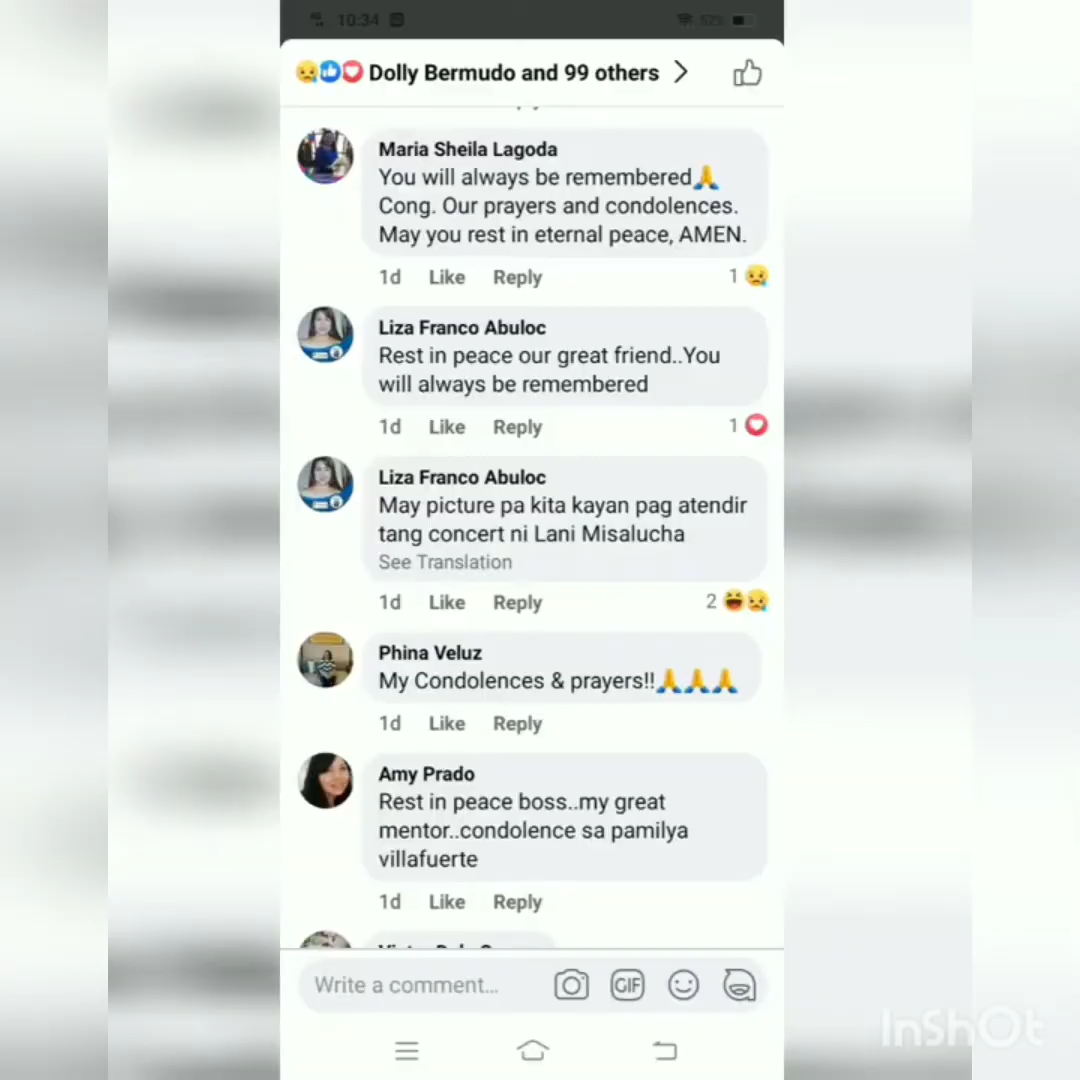 10:34
52%
Dolly Bermudo and 99 others
Maria Sheila Lagoda
You will always be remembered🙏
Cong. Our prayers and condolences.
May you rest in eternal peace, AMEN.
1d Like Reply 1
Liza Franco Abuloc
Rest in peace our great friend..You
will always be remembered
1d Like Reply 1
Liza Franco Abuloc
May picture pa kita kayan pag atendir
tang concert ni Lani Misalucha
See Translation
1d Like Reply 2
Phina Veluz
My Condolences & prayers!!🙏🙏🙏
1d Like Reply
Amy Prado
Rest in peace boss..my great
mentor..condolence sa pamilya
villafuerte
1d Like Reply
Write a comment...
GIF
InShOt